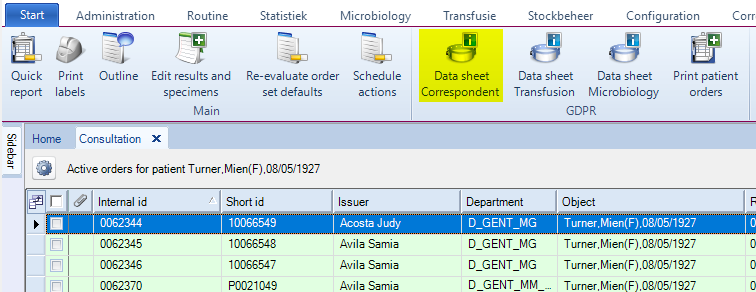 Start Administration Routine Statistiek Microbiology Transfusie Stockbeheer Configuration Corre
Quick report
Print labels
Outline
Edit results and specimens
Re-evaluate order set defaults
Schedule actions
Data sheet Correspondent
Data sheet Transfusion
Data sheet Microbiology
Print patient orders
Main GDPR
Sidebar
Home Consultation X
Active orders for patient Turner,Mien(F),08/05/1927
Internal id Short id Issuer Department Object R
0062344 10066549 Acosta Judy D_GENT_MG Turner,Mien(F),08/05/1927 0
0062345 10066548 Avila Samia D_GENT_MG Turner,Mien(F),08/05/1927 0
0062346 10066547 Avila Samia D_GENT_MG Turner,Mien(F),08/05/1927 0
0062370 P0021049 Avila Samia D_GENT_MM_... Turner,Mien(F),08/05/1927 0